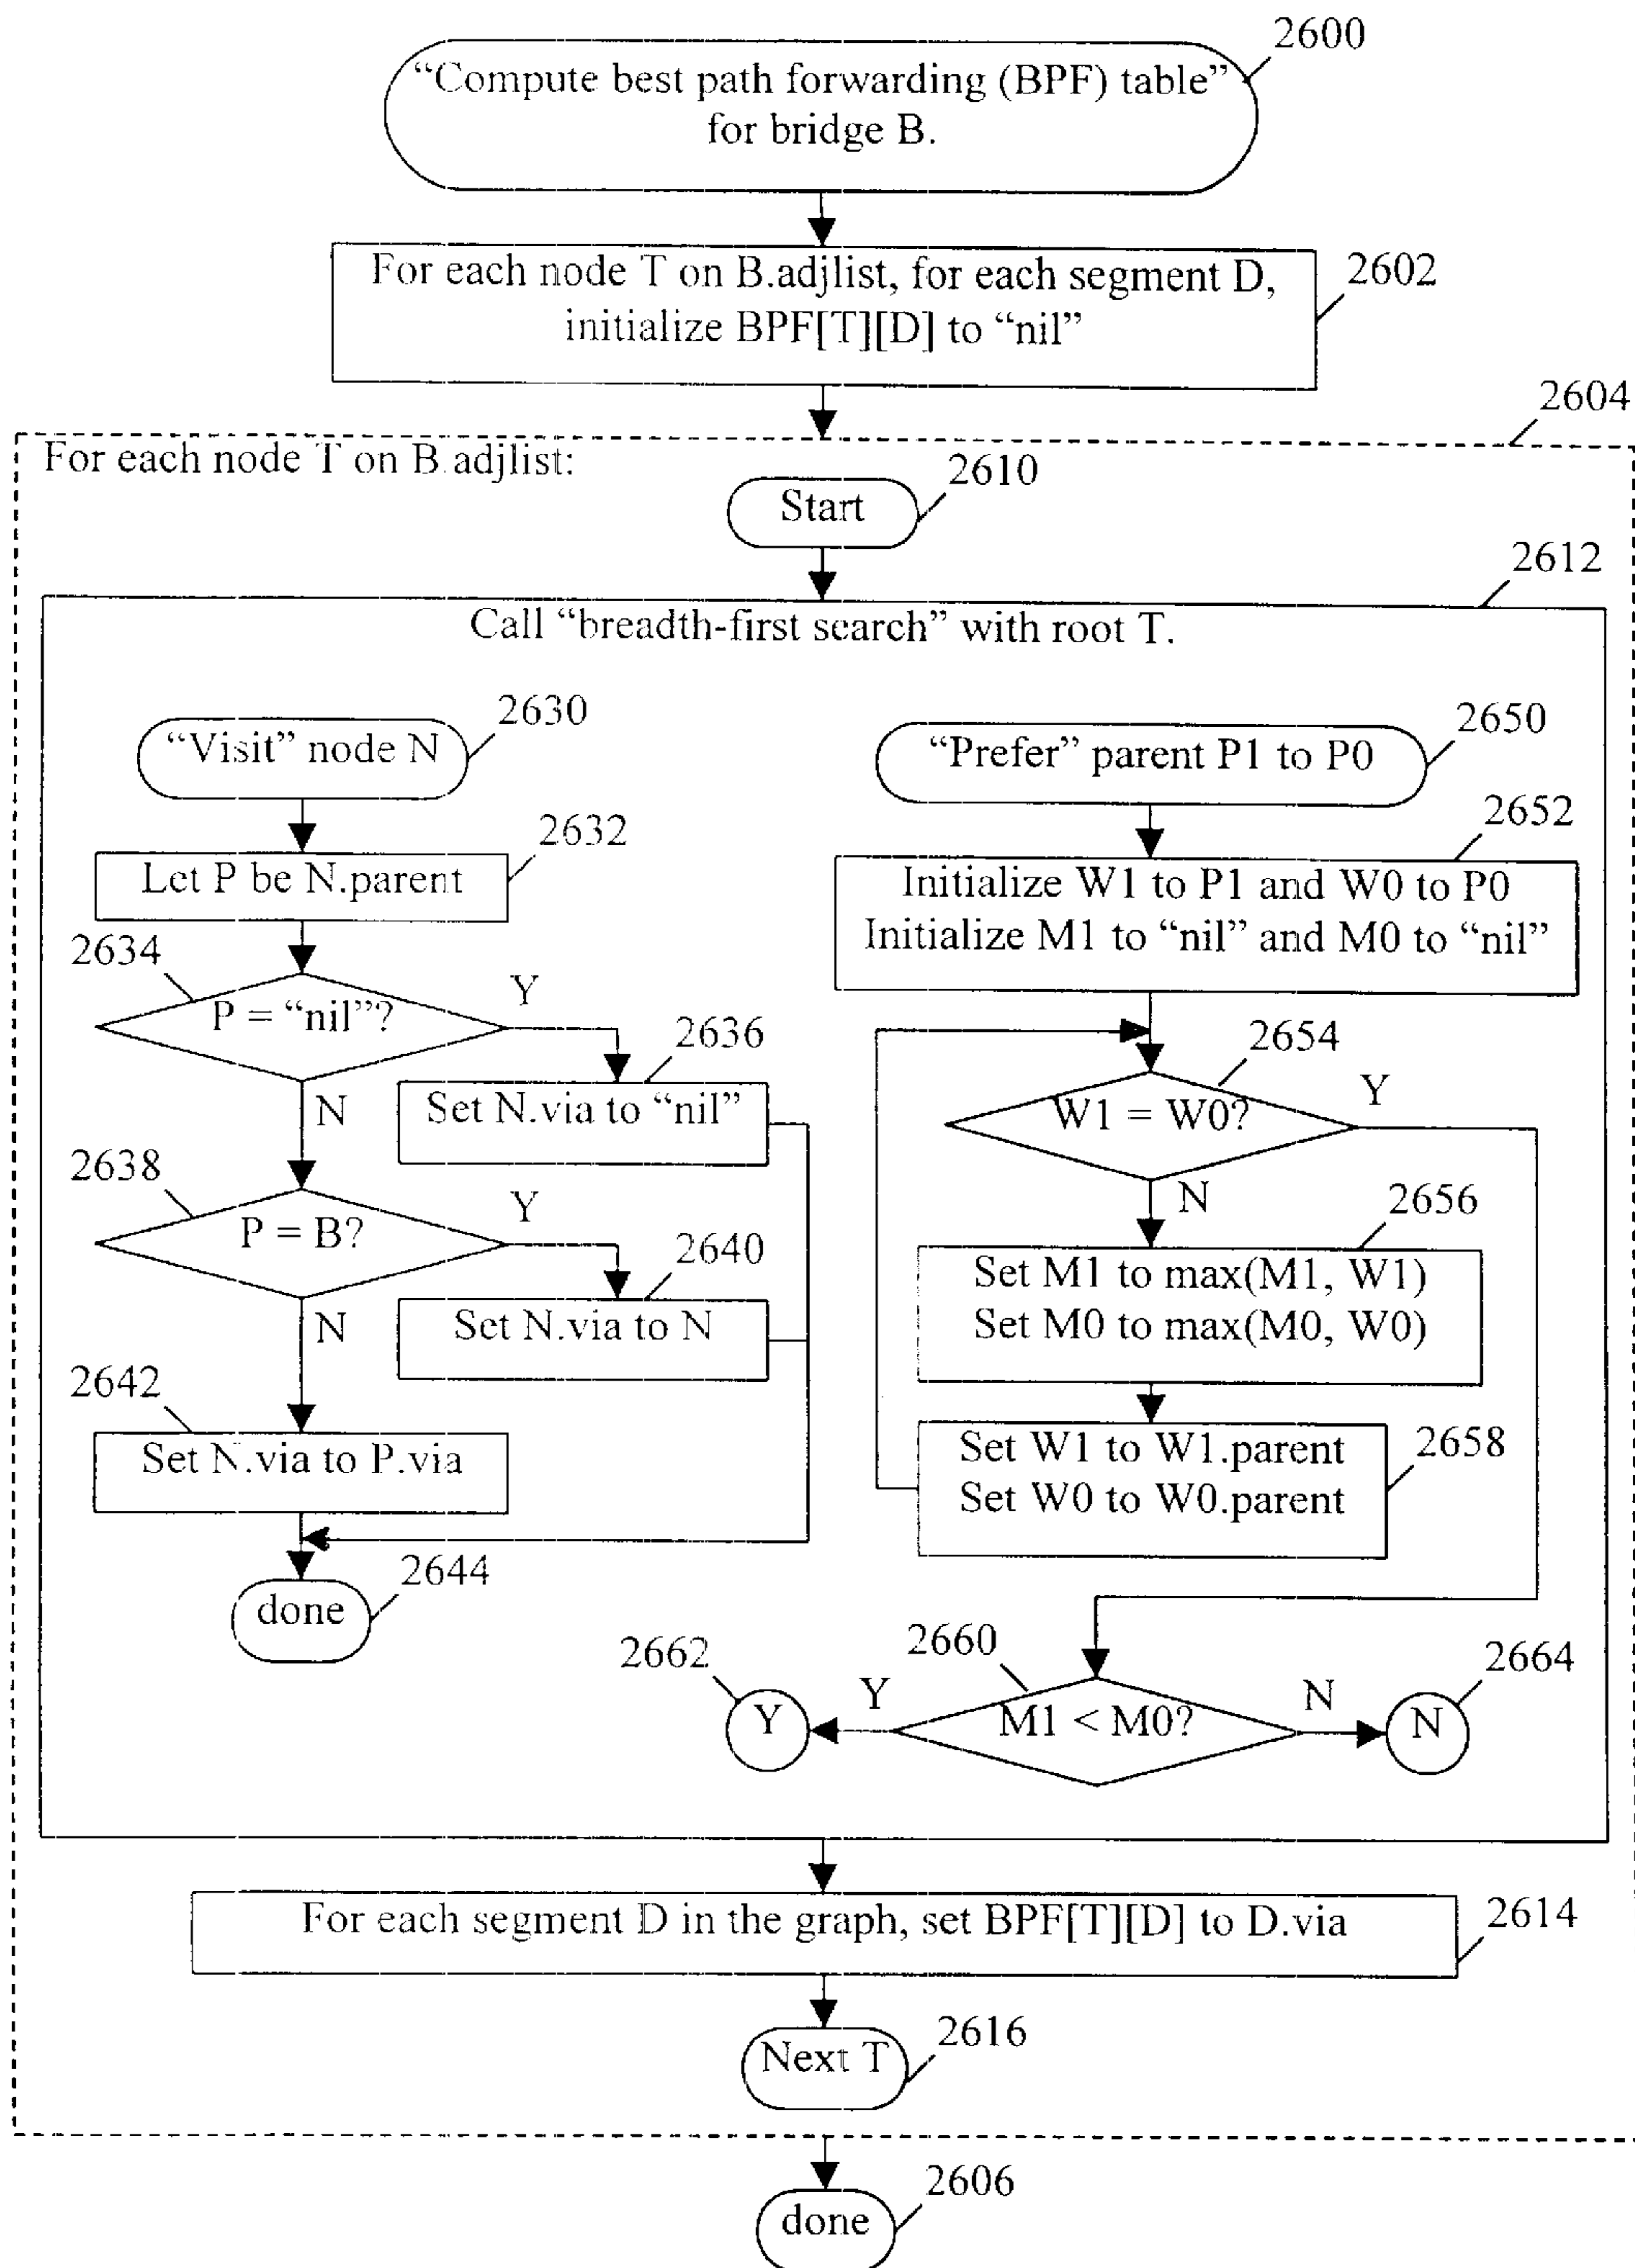 2600
“Compute best path forwarding (BPF) table”
for bridge B.
For each node T on B.adjlist, for each segment D,
initialize BPF[T][D] to “nil”
2602
2604
For each node T on B.adjlist:
Start
2610
2612
Call “breadth-first search” with root T.
“Visit” node N
2630
Let P be N.parent
2632
2634
P = “nil”?
Y
N
2636
Set N.via to “nil”
2638
P = B?
Y
N
2640
Set N.via to N
2642
Set N.via to P.via
2644
done
“Prefer” parent P1 to P0
2650
2652
Initialize W1 to P1 and W0 to P0
Initialize M1 to “nil” and M0 to “nil”
2654
W1 = W0?
Y
N
2656
Set M1 to max(M1, W1)
Set M0 to max(M0, W0)
Set W1 to W1.parent
Set W0 to W0.parent
2658
2660
M1 < M0?
Y
N
2662
Y
2664
N
For each segment D in the graph, set BPF[T][D] to D.via
2614
Next T
2616
done
2606